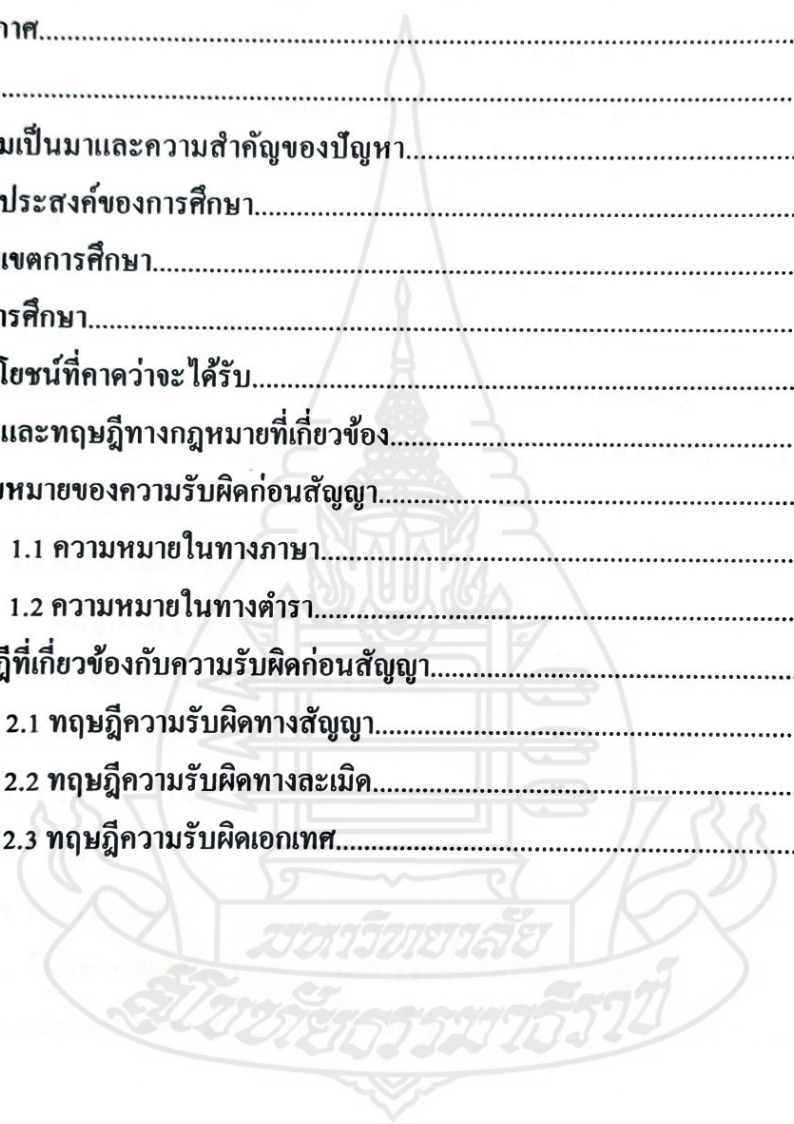 าศ
มเป็นมาและความสำคัญของปัญหา
ประสงค์ของการศึกษา
เขตการศึกษา
ารศึกษา
โยชน์ที่คาดว่าจะได้รับ
และทฤษฎีทางกฎหมายที่เกี่ยวข้อง
มหมายของความรับผิดก่อนสัญญา
1.1 ความหมายในทางภาษา
1.2 ความหมายในทางตำรา
ฎีที่เกี่ยวข้องกับความรับผิดก่อนสัญญา
2.1 ทฤษฎีความรับผิดทางสัญญา
2.2 ทฤษฎีความรับผิดทางละเมิด
2.3 ทฤษฎีความรับผิดเอกเทศ
มหาวิทยาลัย
สุโขทัยธรรมาธิราช